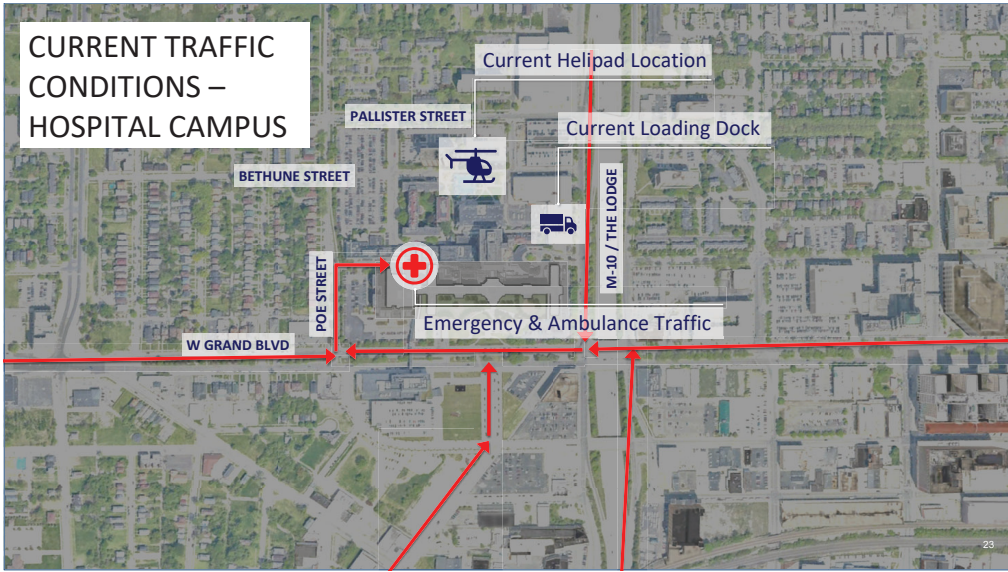 CURRENT TRAFFIC
CONDITIONS –
HOSPITAL CAMPUS
Current Helipad Location
PALLISTER STREET
Current Loading Dock
BETHUNE STREET
M-10 / THE LODGE
POE STREET
Emergency & Ambulance Traffic
W GRAND BLVD
23